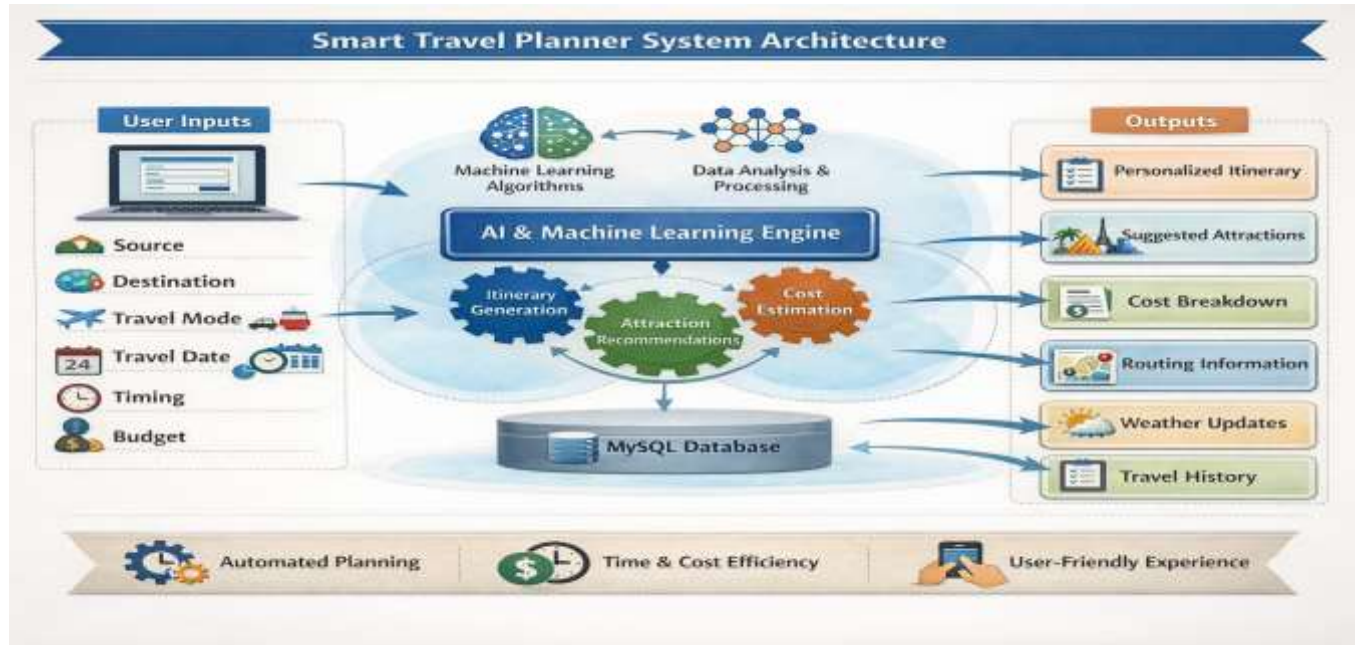 Smart Travel Planner System Architecture
User Inputs
Source
Destination
Travel Mode
24
Travel Date
Timing
Budget
Machine Learning
Algorithms
Data Analysis &
Processing
AI & Machine Learning Engine
Itinerary
Generation
Attraction
Recommendations
Cost
Estimation
MySQL Database
Outputs
Personalized Itinerary
Suggested Attractions
$
Cost Breakdown
Routing Information
Weather Updates
Travel History
Automated Planning
$
Time & Cost Efficiency
User-Friendly Experience